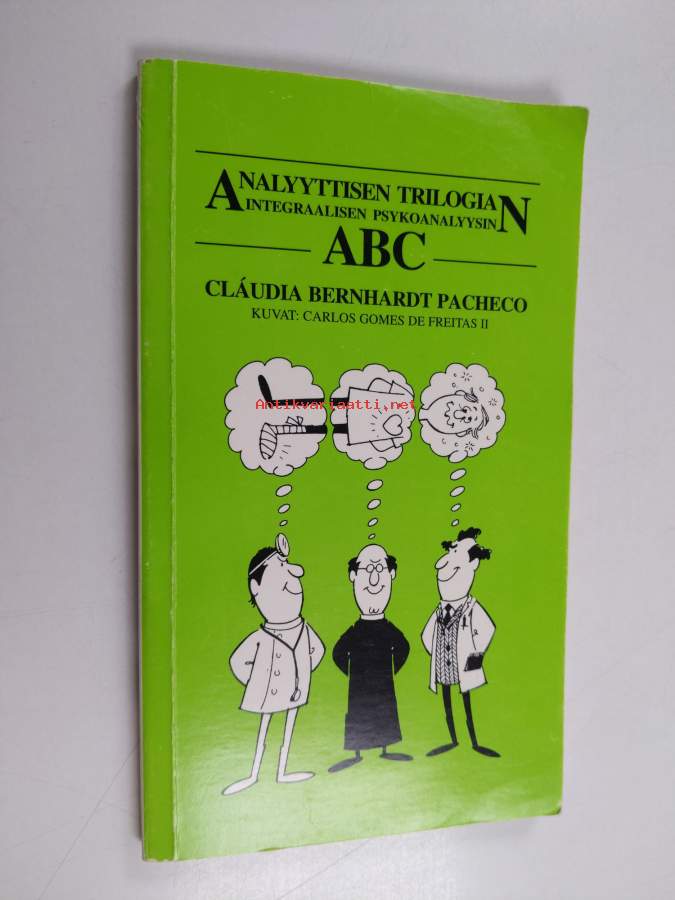 ANALYYTTISEN TRILOGIAN
INTEGRAALISEN PSYKOANALYYSIN
ABC
CLÁUDIA BERNHARDT PACHECO
KUVAT: CARLOS GOMES DE FREITAS II
Antikvariaatti.net